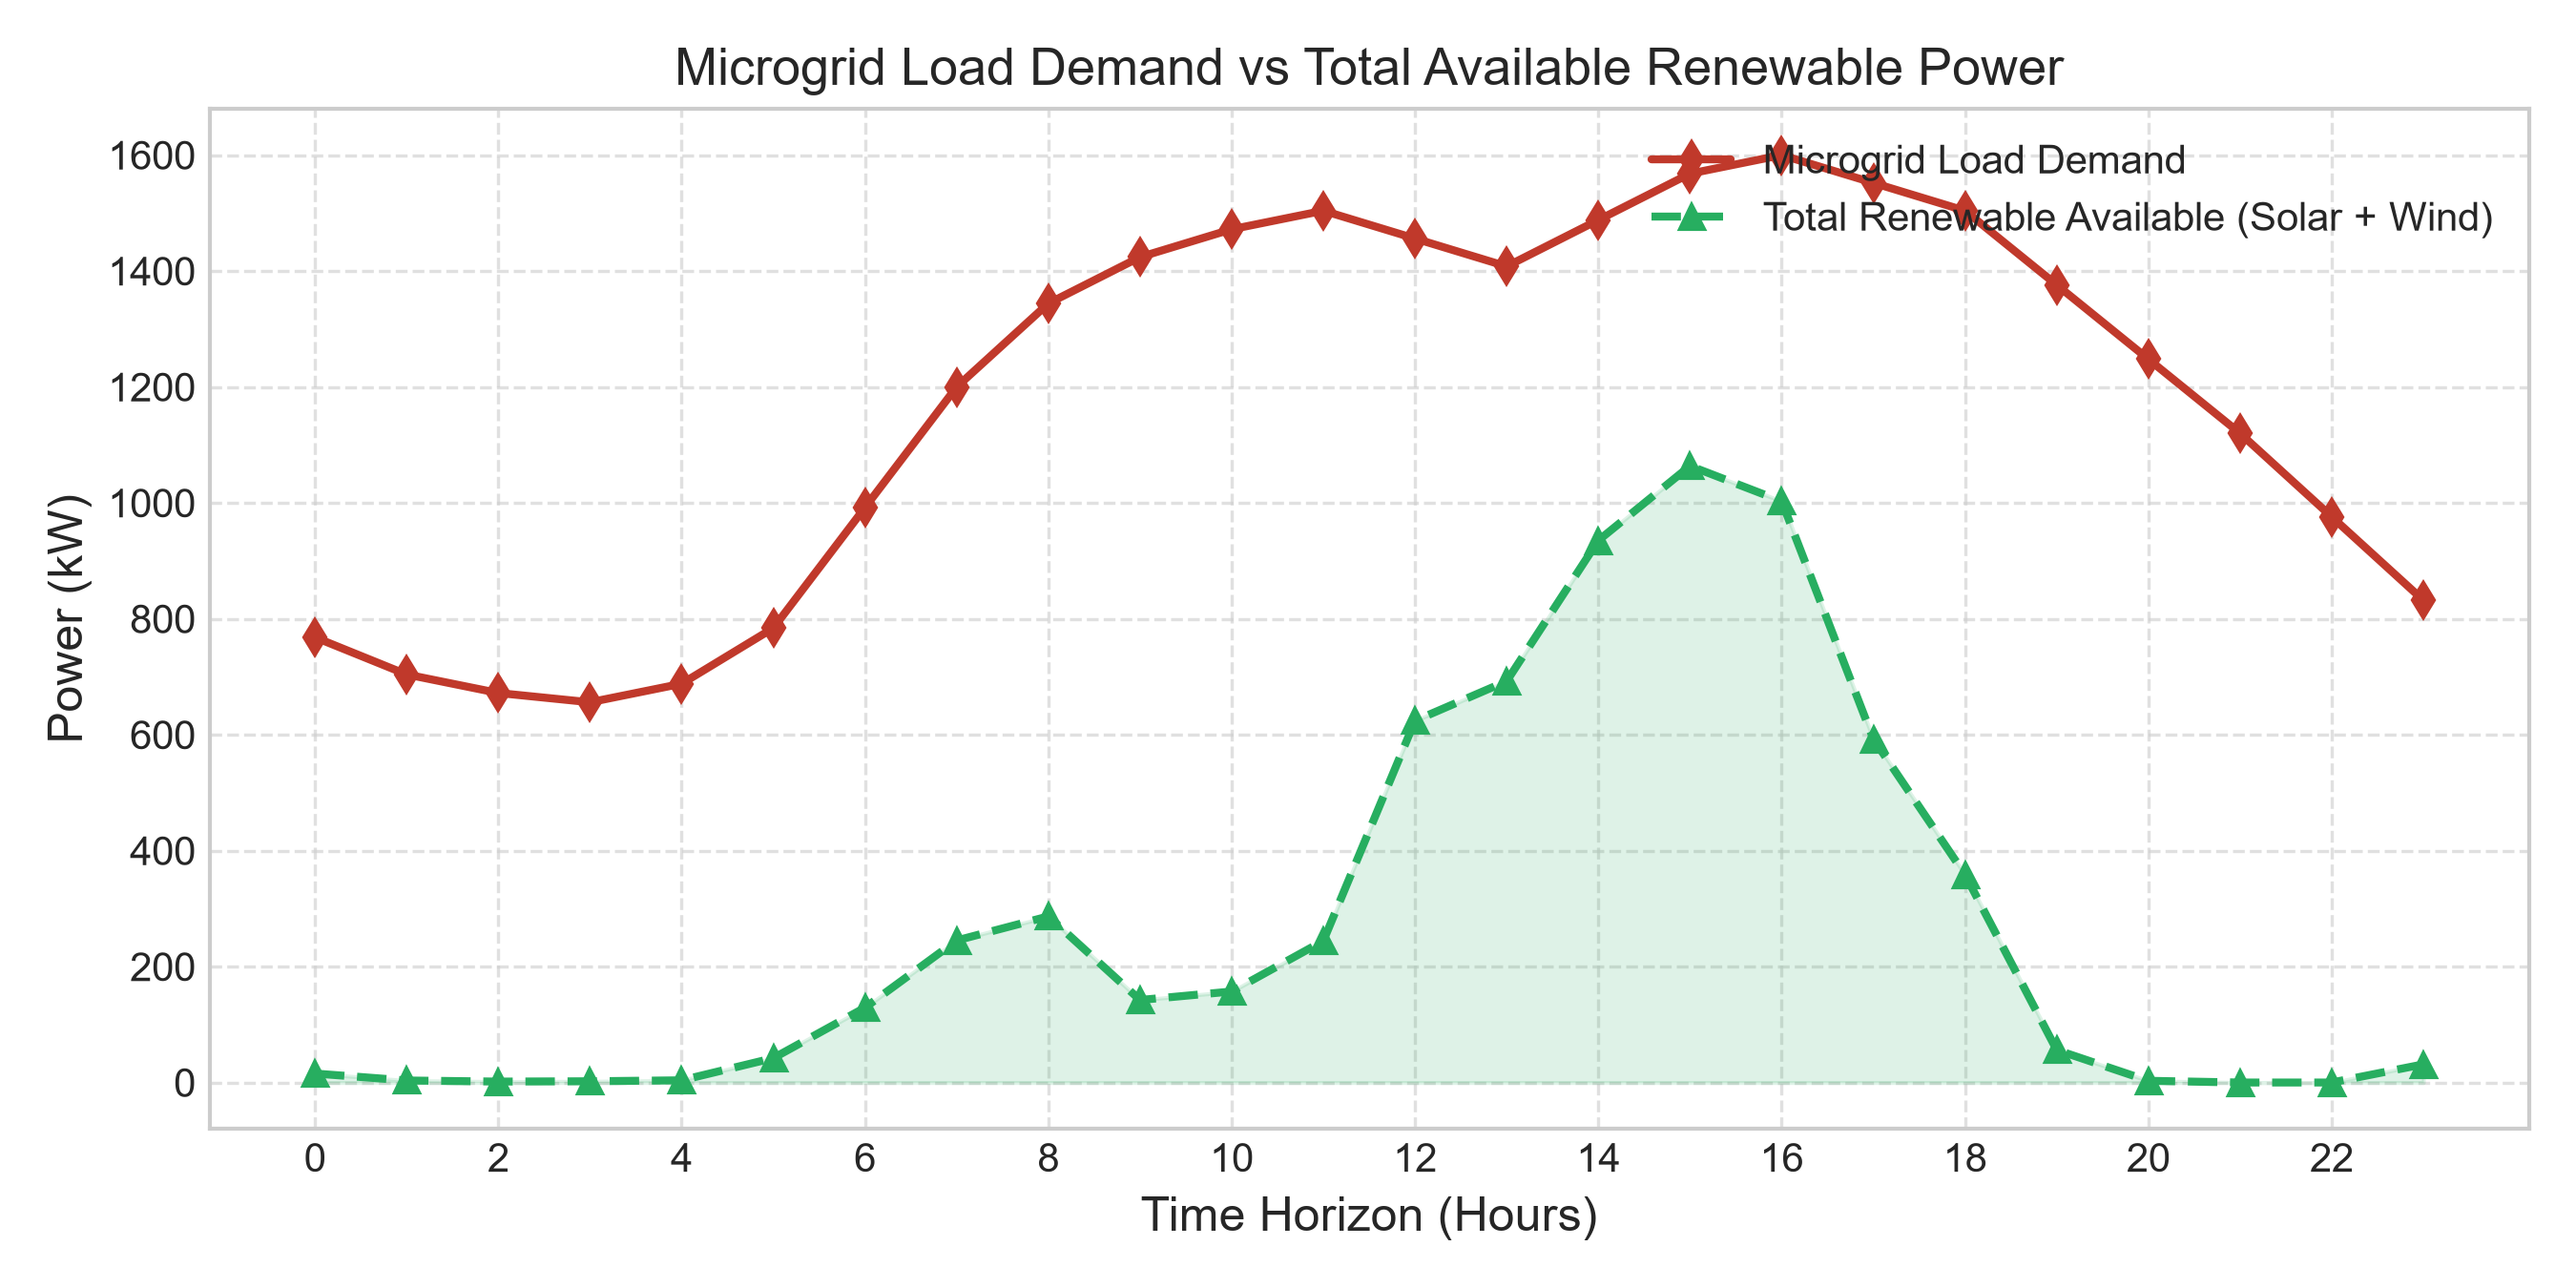 Microgrid Load Demand vs Total Available Renewable Power
Power (kW)
1600
1400
1200
1000
800
600
400
200
0
Microgrid Load Demand
Total Renewable Available (Solar + Wind)
0 2 4 6 8 10 12 14 16 18 20 22
Time Horizon (Hours)